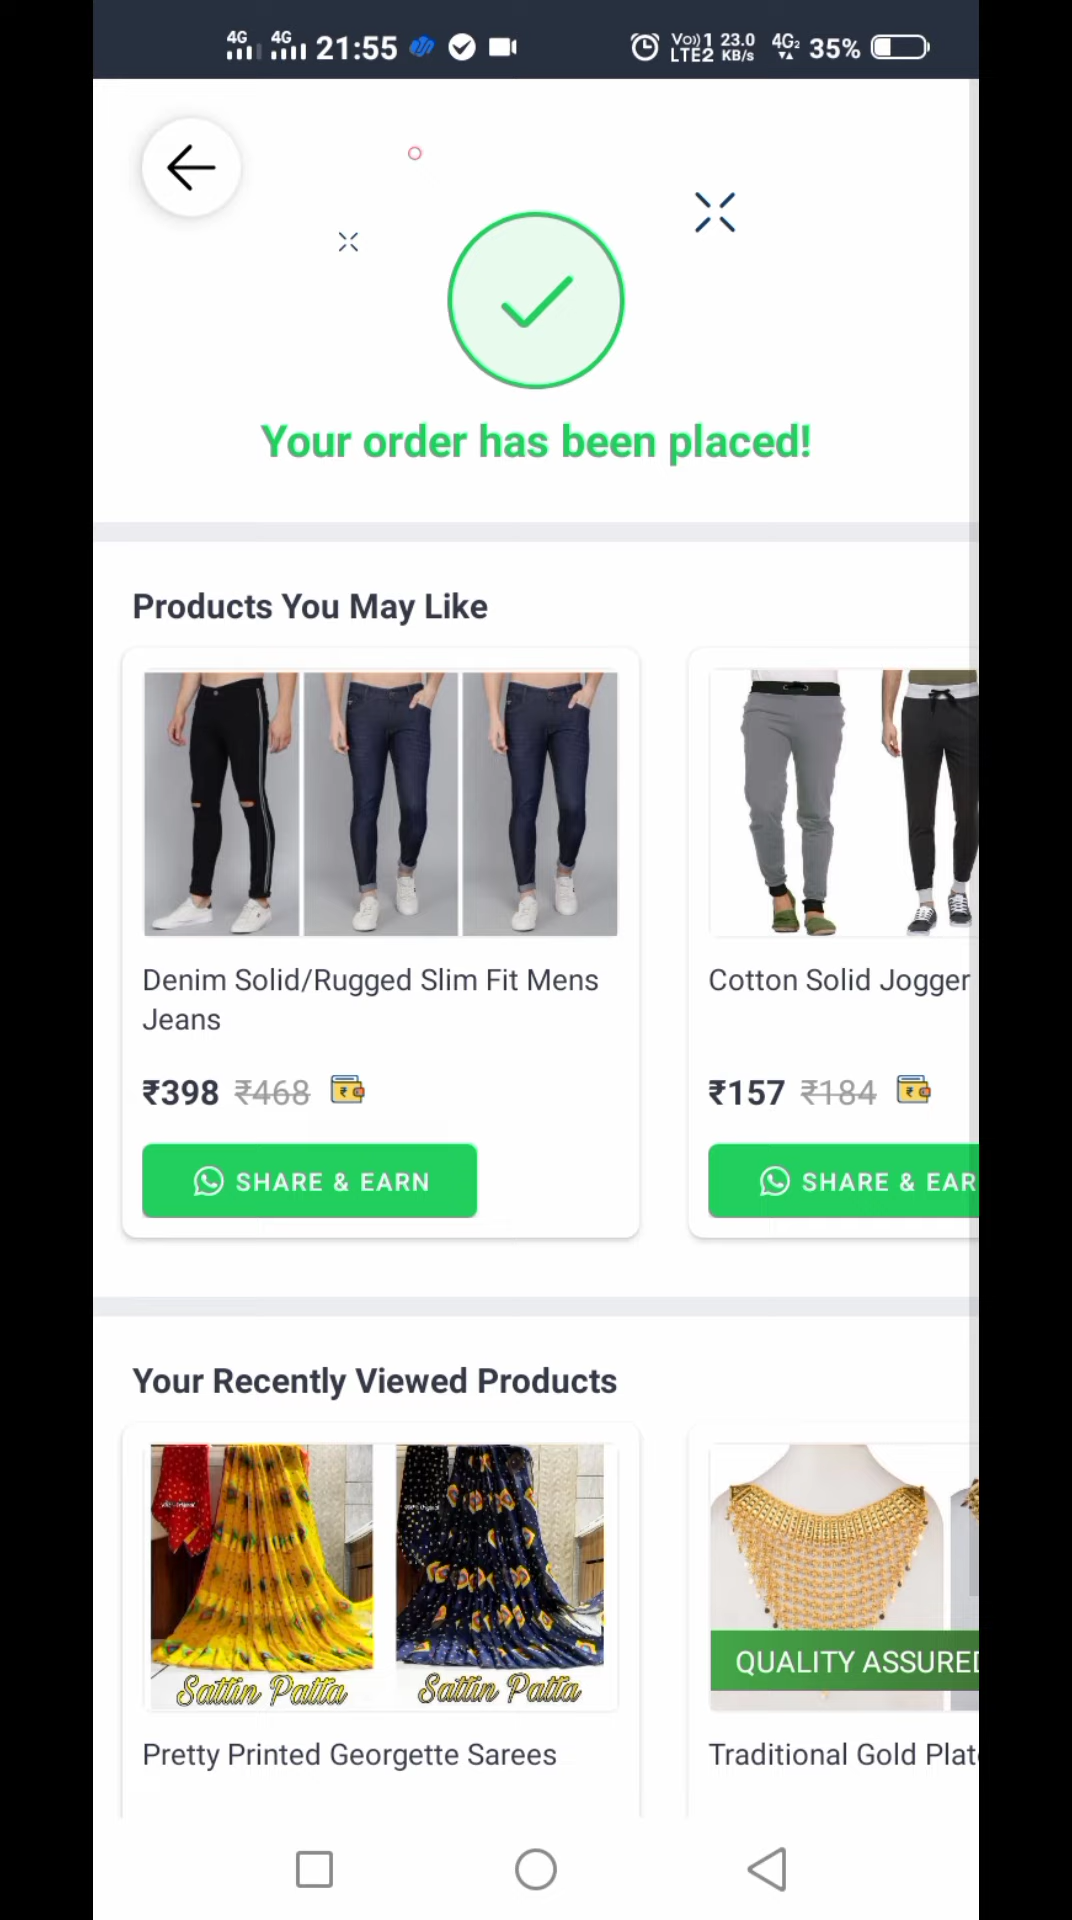 4G 4G 21:55 Vo)) 1 LTE2 23.0 KB/s 4G2 35%
Your order has been placed!
Products You May Like
Denim Solid/Rugged Slim Fit Mens
Jeans
₹398 ₹468
SHARE & EARN
Cotton Solid Jogger
₹157 ₹184
SHARE & EAR
Your Recently Viewed Products
Sattin Patta
Sattin Patta
Pretty Printed Georgette Sarees
QUALITY ASSURED
Traditional Gold Plat